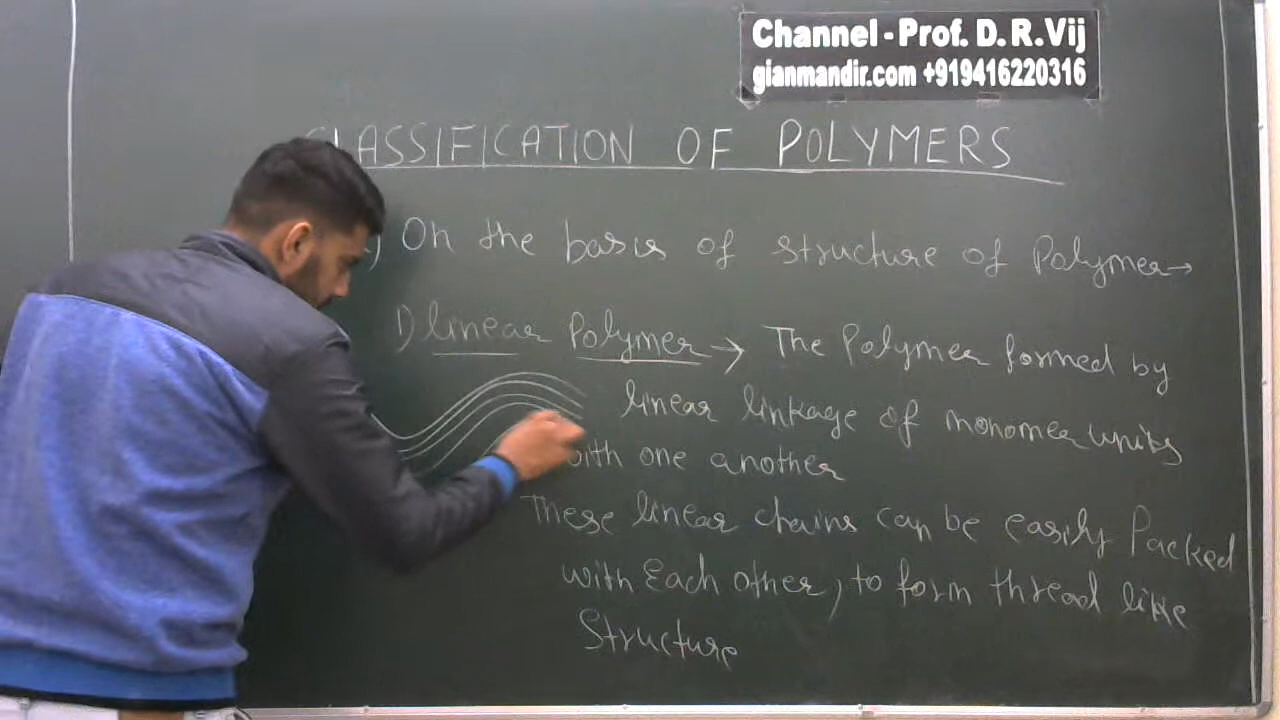 Channel - Prof. D. R. Vij
gianmandir.com +919416220316
CLASSIFICATION OF POLYMERS
) On the basis of structure of Polymer→
1) linear Polymer → The Polymer formed by
linear linkage of monomer units
with one another
These linear chains can be easily Packed
with Each other, to form thread like
Structure